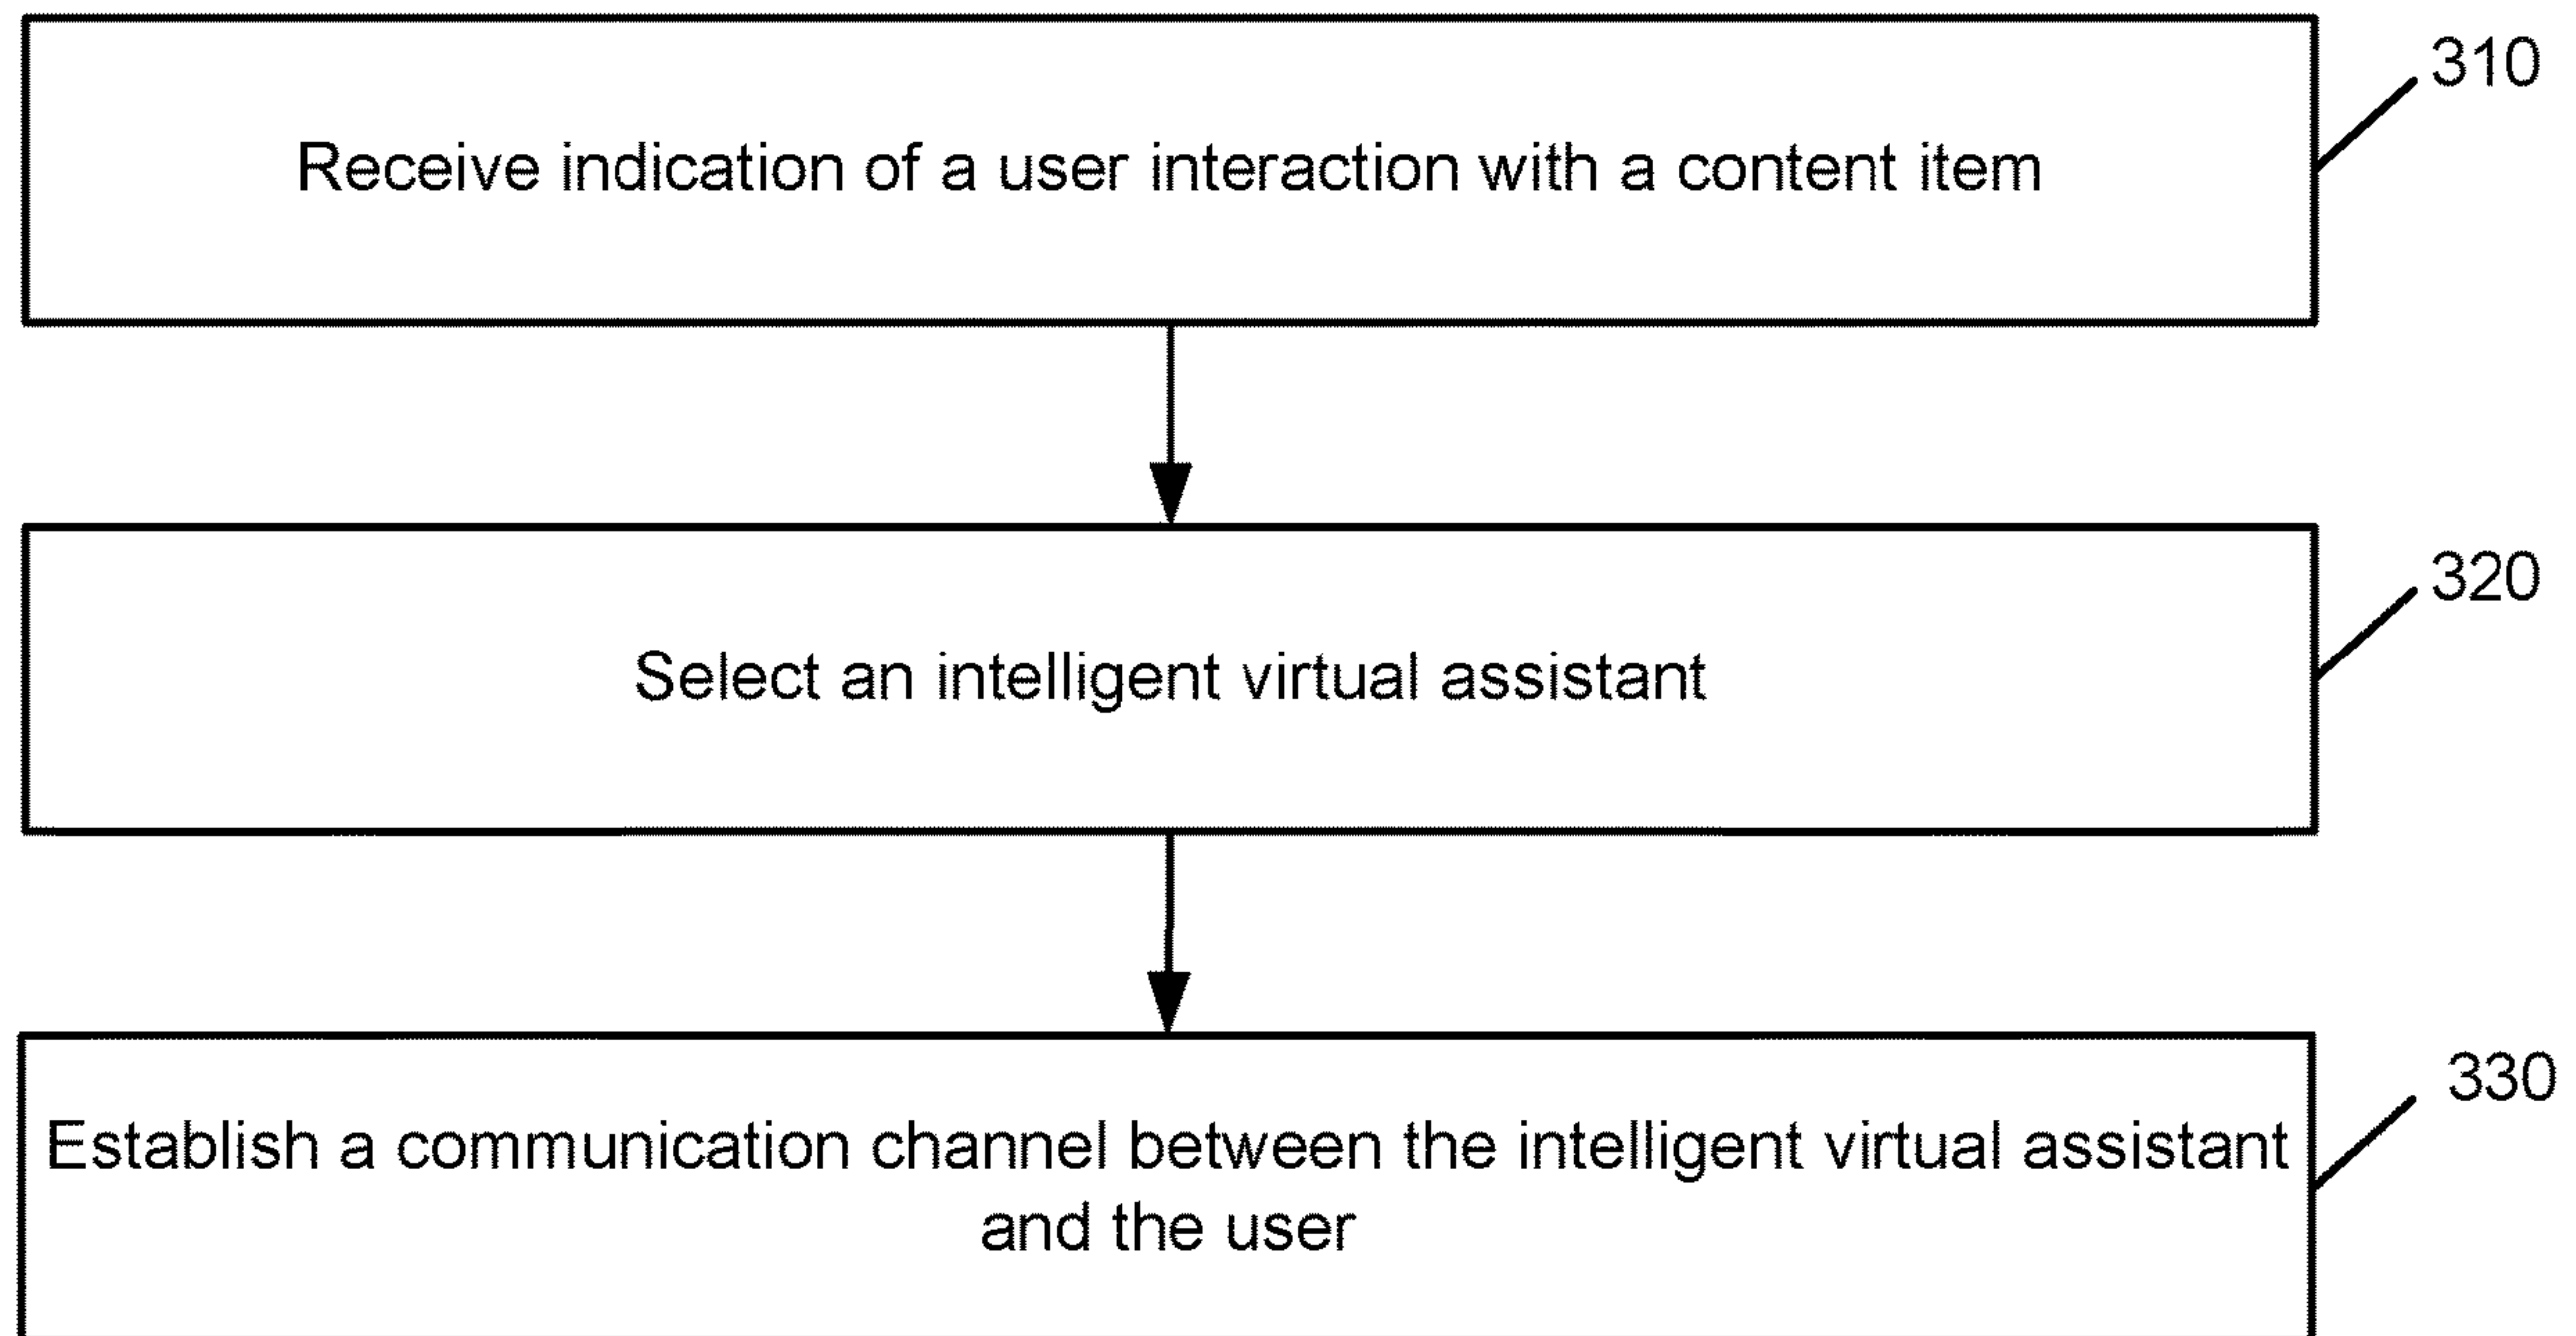 310
Receive indication of a user interaction with a content item
320
Select an intelligent virtual assistant
330
Establish a communication channel between the intelligent virtual assistant
and the user